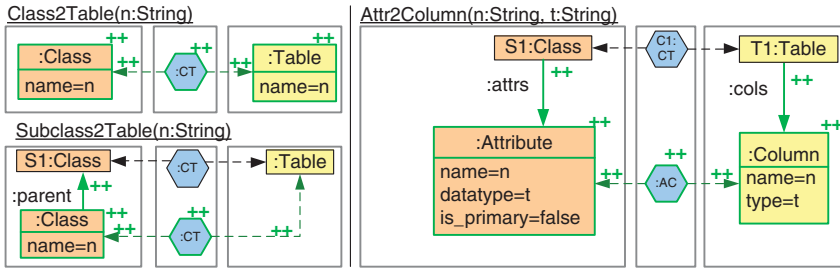 Class2Table(n:String)
++ ++ ++
:Class
name=n
++ :CT ++
:Table
name=n
Subclass2Table(n:String)
S1:Class
:CT
:Table
:parent
++
++
:Class
name=n
++
++
:CT
++
Attr2Column(n:String, t:String)
S1:Class
C1:
CT
T1:Table
:attrs
++
:cols
++
++
:Attribute
name=n
datatype=t
is_primary=false
++
++
:AC
++
++
:Column
name=n
type=t